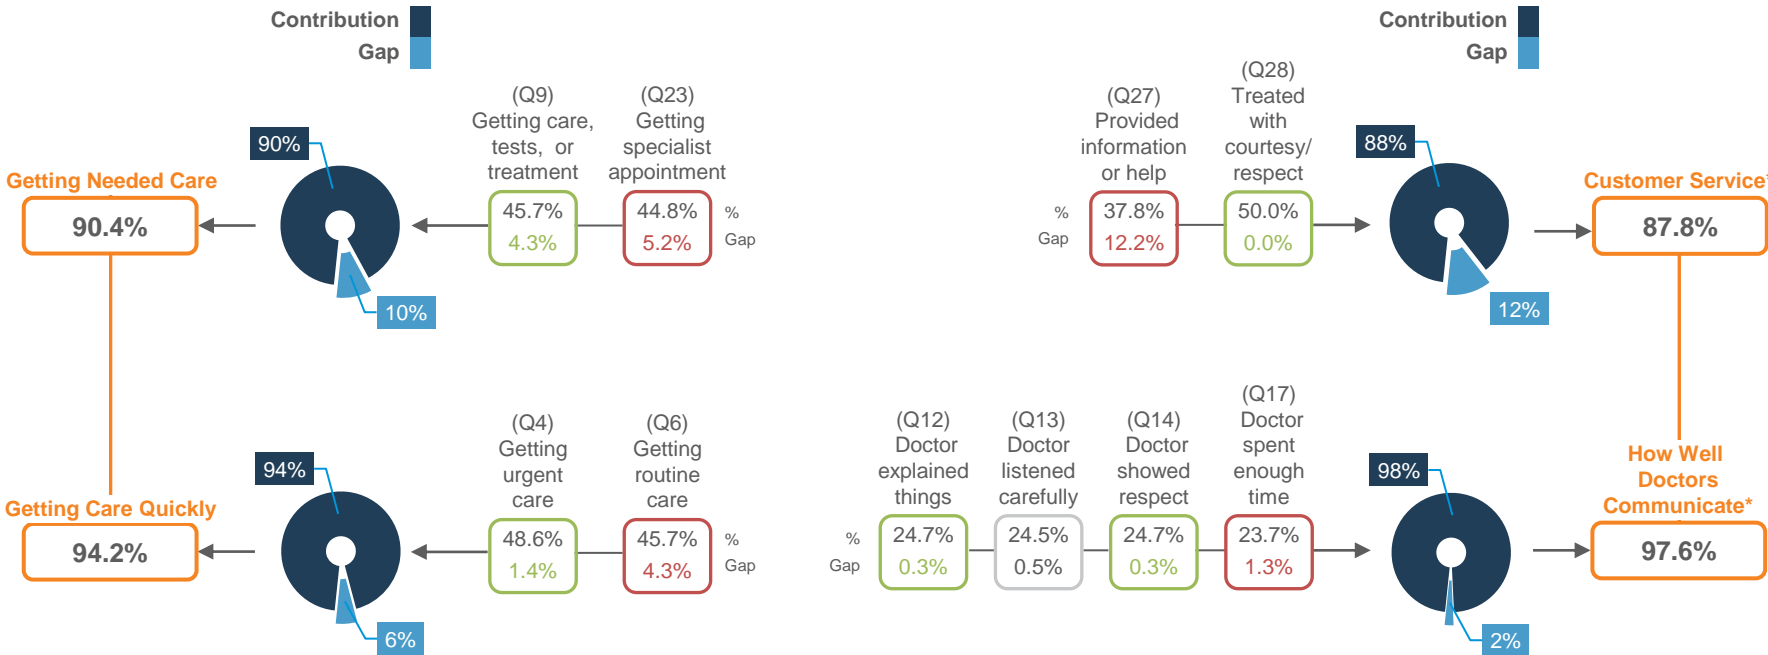 Contribution
Gap
(Q9)
Getting care,
tests, or
treatment
(Q23)
Getting
specialist
appointment
90%
Getting Needed Care
90.4%
45.7%
4.3%
44.8%
5.2%
%
Gap
10%
94%
(Q4)
Getting
urgent
care
(Q6)
Getting
routine
care
Getting Care Quickly
94.2%
48.6%
1.4%
45.7%
4.3%
%
Gap
6%
Contribution
Gap
(Q27)
Provided
information
or help
(Q28)
Treated
with
courtesy/
respect
88%
Customer Service*
%
Gap
37.8%
12.2%
50.0%
0.0%
87.8%
12%
(Q12)
Doctor
explained
things
(Q13)
Doctor
listened
carefully
(Q14)
Doctor
showed
respect
(Q17)
Doctor
spent
enough
time
98%
How Well
Doctors
Communicate*
%
Gap
24.7%
0.3%
24.5%
0.5%
24.7%
0.3%
23.7%
1.3%
97.6%
2%